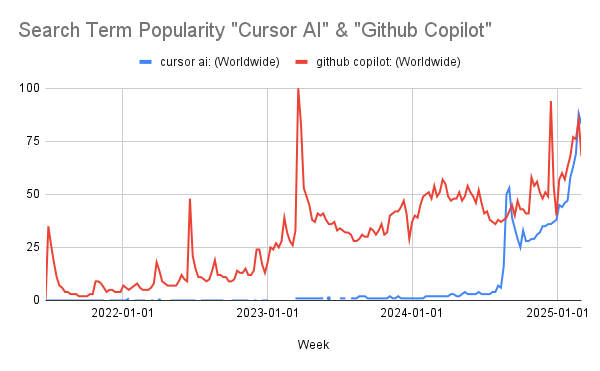 Search Term Popularity "Cursor AI" & "Github Copilot"
cursor ai: (Worldwide) github copilot: (Worldwide)
100
75
50
25
0
2022-01-01 2023-01-01 2024-01-01 2025-01-01
Week